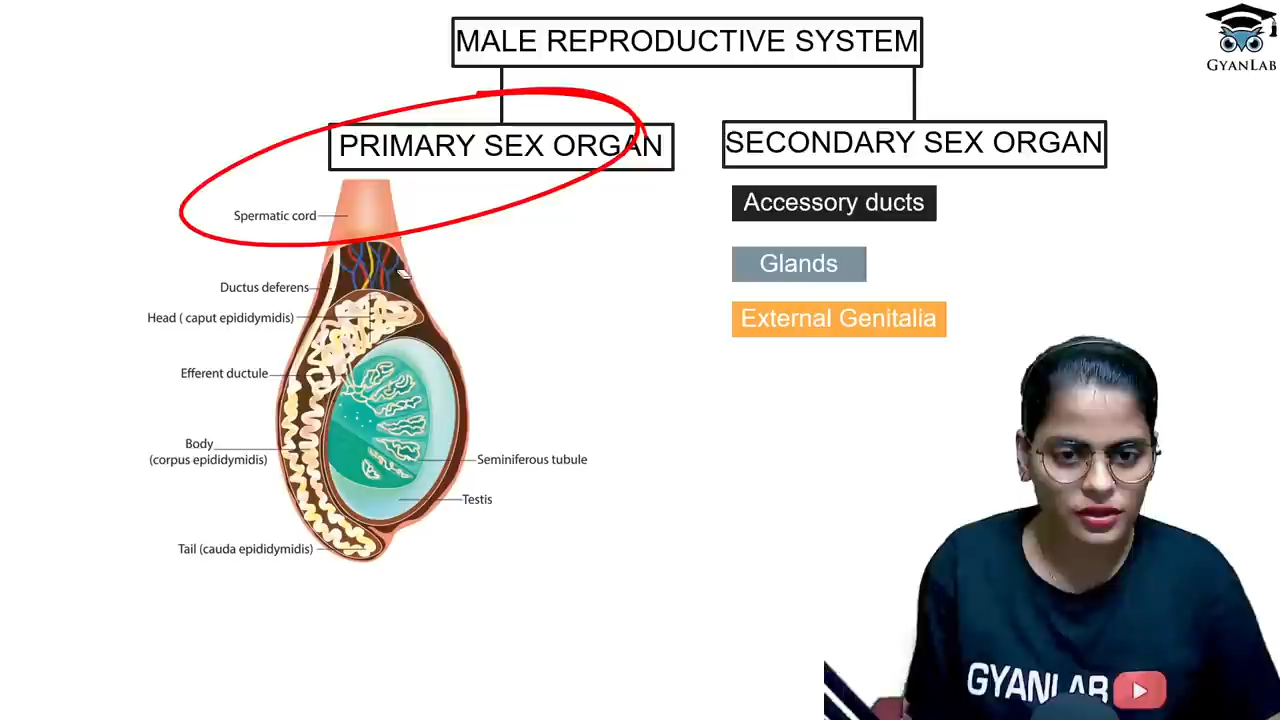 MALE REPRODUCTIVE SYSTEM
GYANLAB
PRIMARY SEX ORGAN
SECONDARY SEX ORGAN
Spermatic cord
Ductus deferens
Head ( caput epididymidis)
Efferent ductule
Body
(corpus epididymidis)
Tail (cauda epididymidis)
Seminiferous tubule
Testis
Accessory ducts
Glands
External Genitalia
GYANLAB